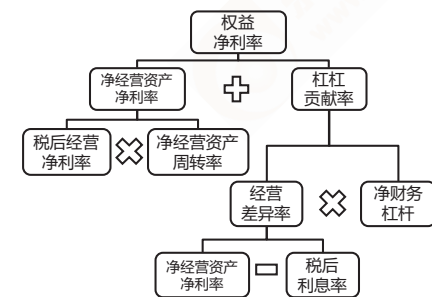 权益
净利率
净经营资产
净利率
杠杠
贡献率
税后经营
净利率
净经营资产
周转率
经营
差异率
净财务
杠杆
净经营资产
净利率
税后
利息率